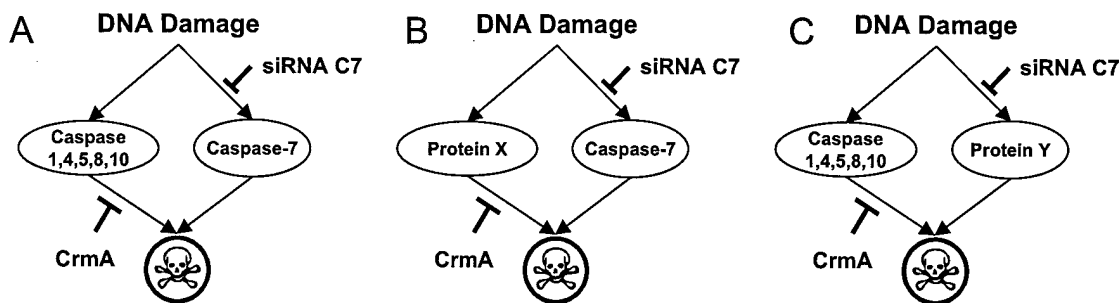 A
DNA Damage
siRNA C7
Caspase
1,4,5,8,10
Caspase-7
CrmA
B
DNA Damage
siRNA C7
Protein X
Caspase-7
CrmA
C
DNA Damage
siRNA C7
Caspase
1,4,5,8,10
Protein Y
CrmA